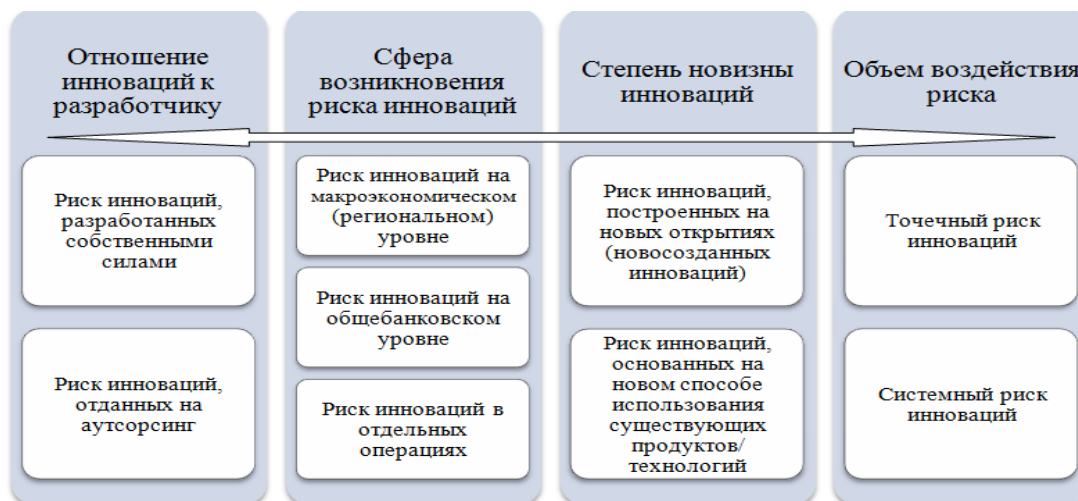 Отношение
инноваций к
разработчику
Риск инноваций,
разработанных
собственными
силами
Риск инноваций,
отданных на
аутсорсинг
Сфера
возникновения
риска инноваций
Риск инноваций на
макроэкономическом
(региональном)
уровне
Риск инноваций на
общебанковском
уровне
Риск инноваций в
отдельных
операциях
Степень новизны
инноваций
Риск инноваций,
построенных на
новых открытиях
(новосозданных
инноваций)
Риск инноваций,
основанных на
новом способе
использования
существующих
продуктов/
технологий
Объем воздействия
риска
Точечный риск
инноваций
Системный риск
инноваций